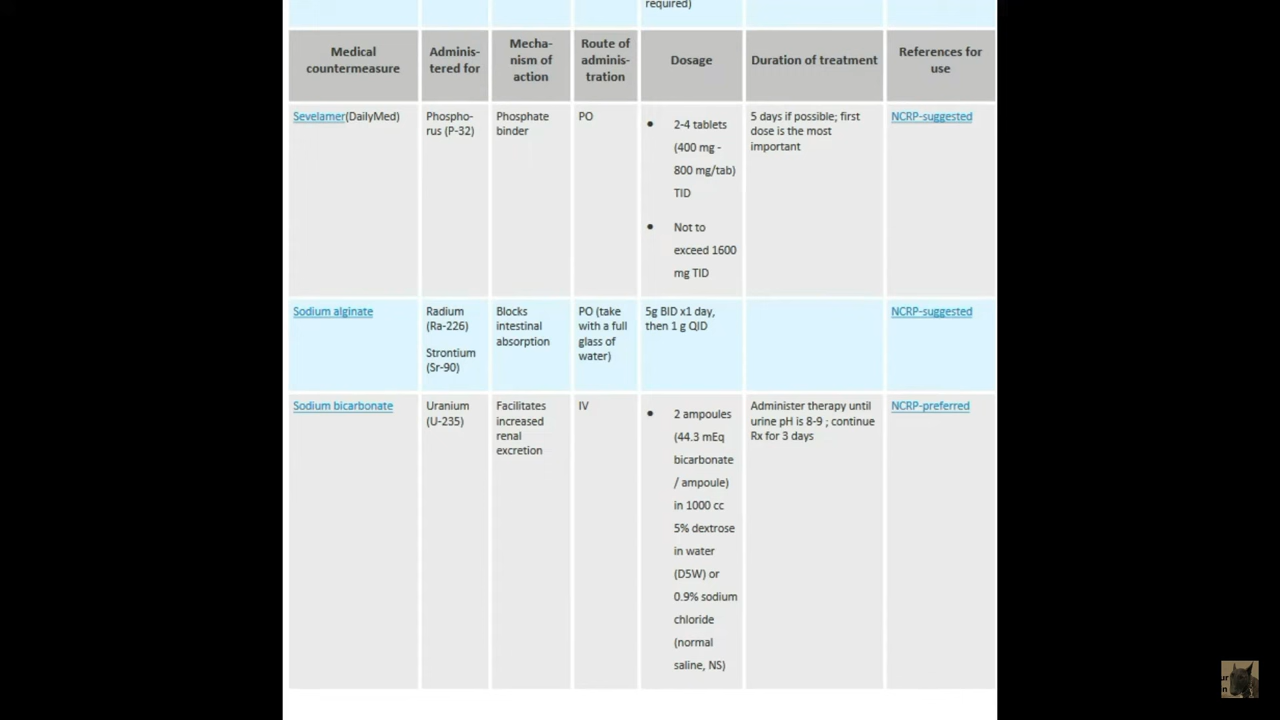 required)
Medical countermeasure
Adminis-
tered for
Mecha-
nism of
action
Route of
adminis-
tration
Dosage
Duration of treatment
References for
use
Sevelamer(DailyMed)
Phospho-
rus (P-32)
Phosphate
binder
PO
• 2-4 tablets
(400 mg -
800 mg/tab)
TID
• Not to
exceed 1600
mg TID
5 days if possible; first
dose is the most
important
NCRP-suggested
Sodium alginate
Radium
(Ra-226)
Strontium
(Sr-90)
Blocks
intestinal
absorption
PO (take
with a full
glass of
water)
5g BID x1 day,
then 1 g QID
NCRP-suggested
Sodium bicarbonate
Uranium
(U-235)
Facilitates
increased
renal
excretion
IV
• 2 ampoules
(44.3 mEq
bicarbonate
/ ampoule)
in 1000 cc
5% dextrose
in water
(D5W) or
0.9% sodium
chloride
(normal
saline, NS)
Administer therapy until
urine pH is 8-9 ; continue
Rx for 3 days
NCRP-preferred